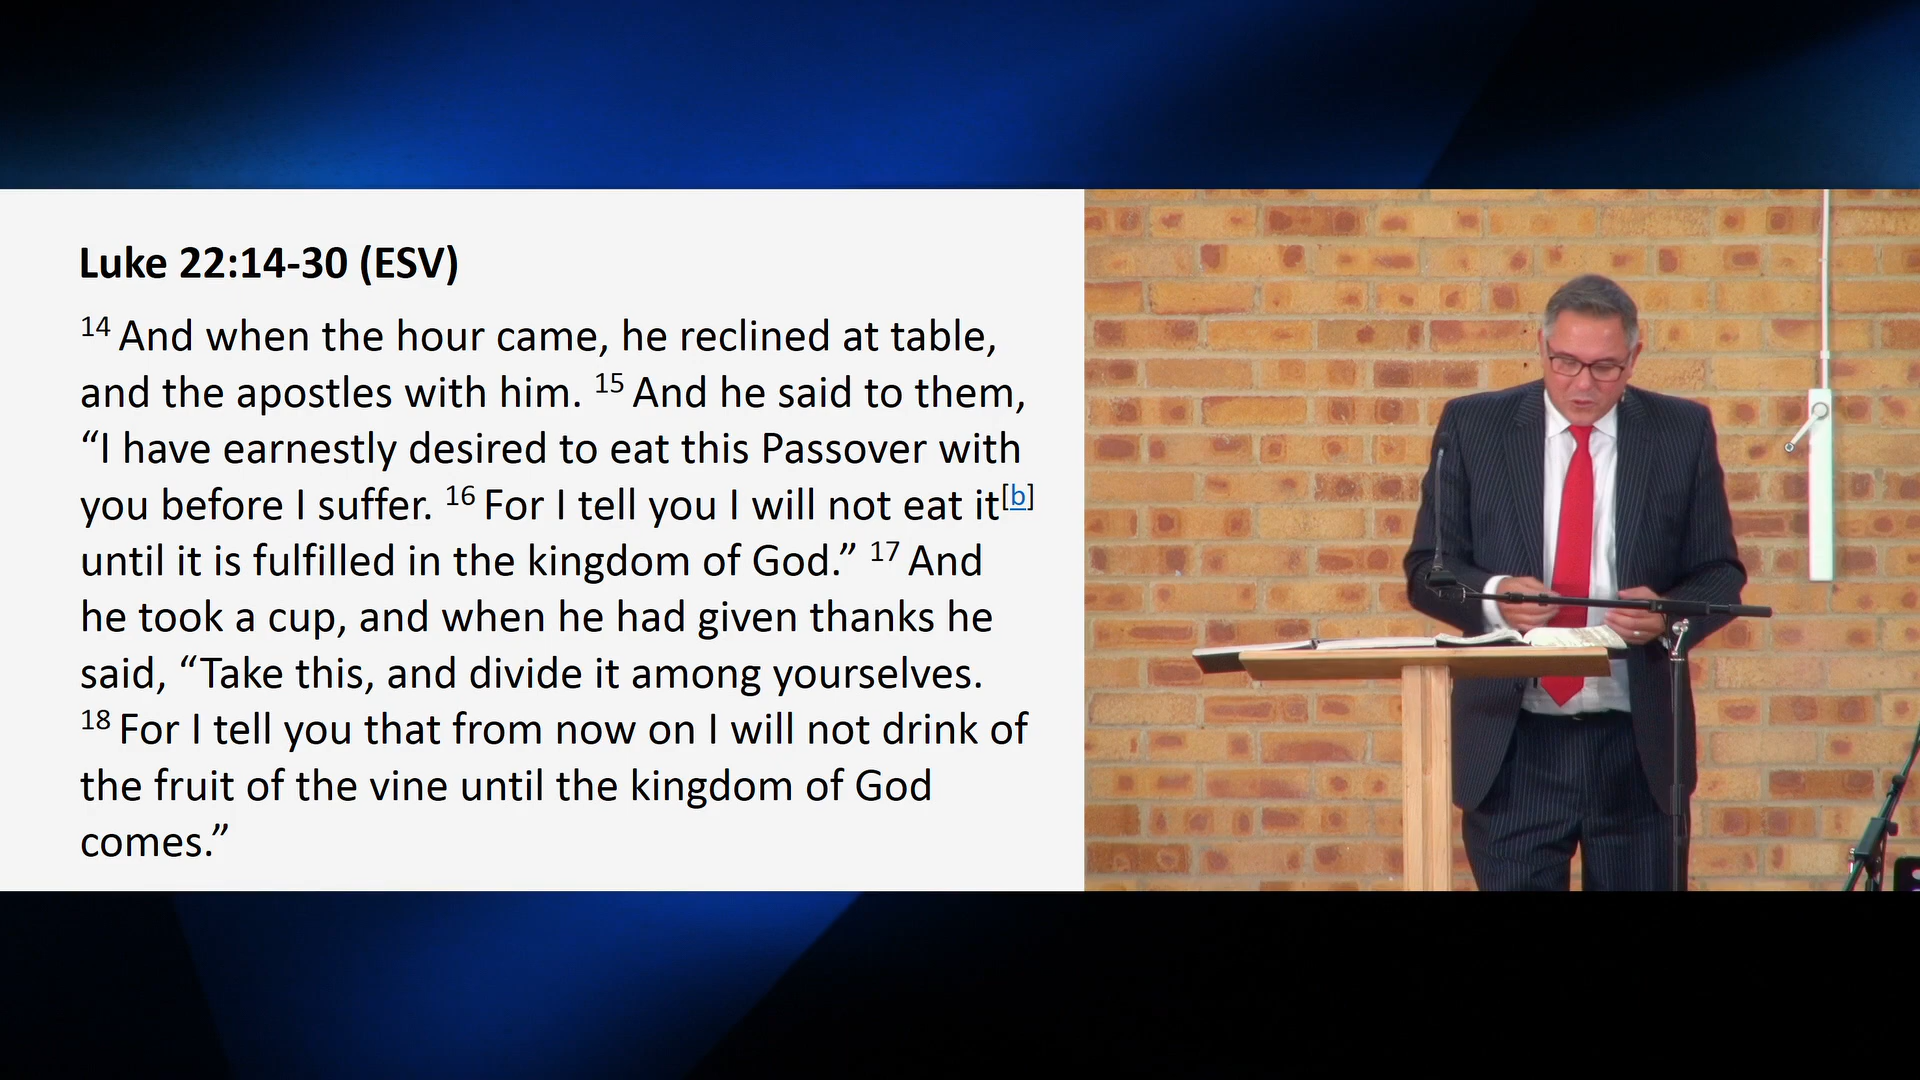 Luke 22:14-30 (ESV)
14 And when the hour came, he reclined at table,
and the apostles with him. 15 And he said to them,
“I have earnestly desired to eat this Passover with
you before I suffer. 16 For I tell you I will not eat it[b]
until it is fulfilled in the kingdom of God.” 17 And
he took a cup, and when he had given thanks he
said, “Take this, and divide it among yourselves.
18 For I tell you that from now on I will not drink of
the fruit of the vine until the kingdom of God
comes.”